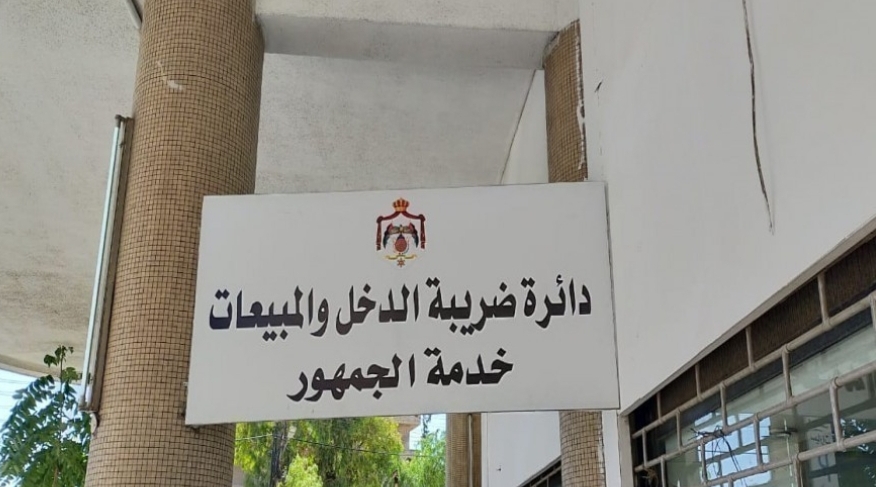 دائرة ضريبة الدخل والمبيعات
خدمة الجمهور